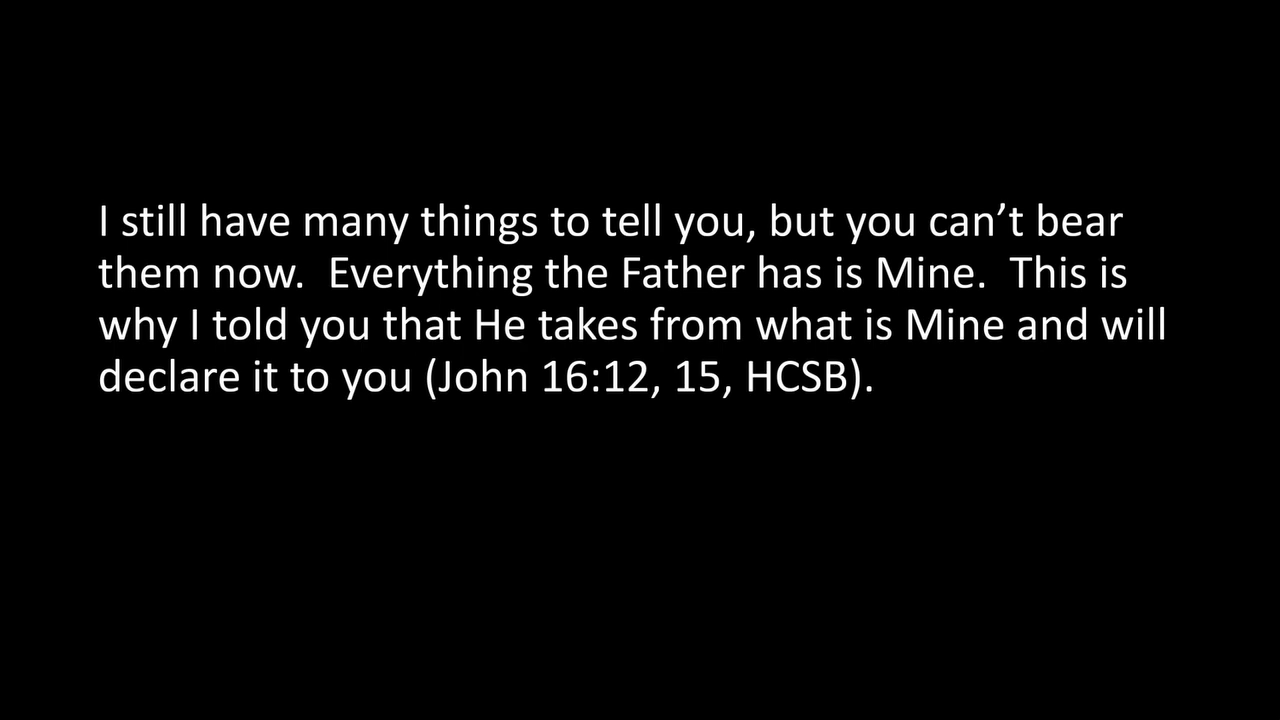 I still have many things to tell you, but you can’t bear
them now.  Everything the Father has is Mine.  This is
why I told you that He takes from what is Mine and will
declare it to you (John 16:12, 15, HCSB).